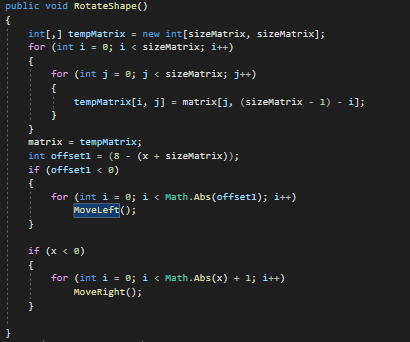 public void RotateShape()
{
int[,] tempMatrix = new int[sizeMatrix, sizeMatrix];
for (int i = 0; i < sizeMatrix; i++)
{
for (int j = 0; j < sizeMatrix; j++)
{
tempMatrix[i, j] = matrix[j, (sizeMatrix - 1) - i];
}
}
matrix = tempMatrix;
int offset1 = (8 - (x + sizeMatrix));
if (offset1 < 0)
{
for (int i = 0; i < Math.Abs(offset1); i++)
MoveLeft();
}
if (x < 0)
{
for (int i = 0; i < Math.Abs(x) + 1; i++)
MoveRight();
}
}